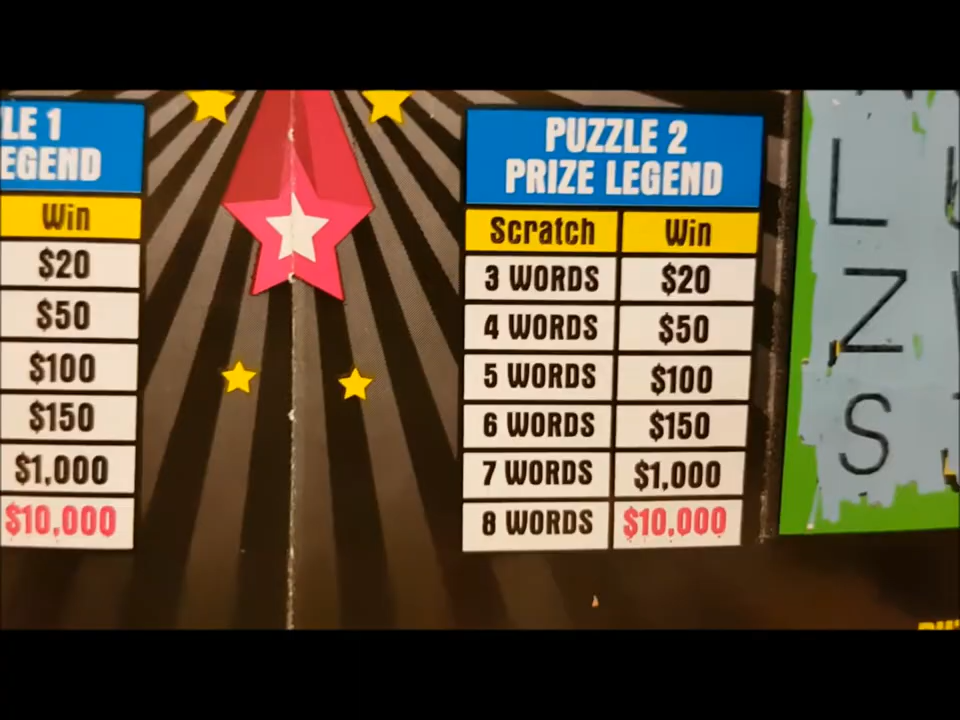 LE 1
EGEND
Win
$20
$50
$100
$150
$1,000
$10,000
PUZZLE 2
PRIZE LEGEND
Scratch Win
3 WORDS $20
4 WORDS $50
5 WORDS $100
6 WORDS $150
7 WORDS $1,000
8 WORDS $10,000
L
Z
S